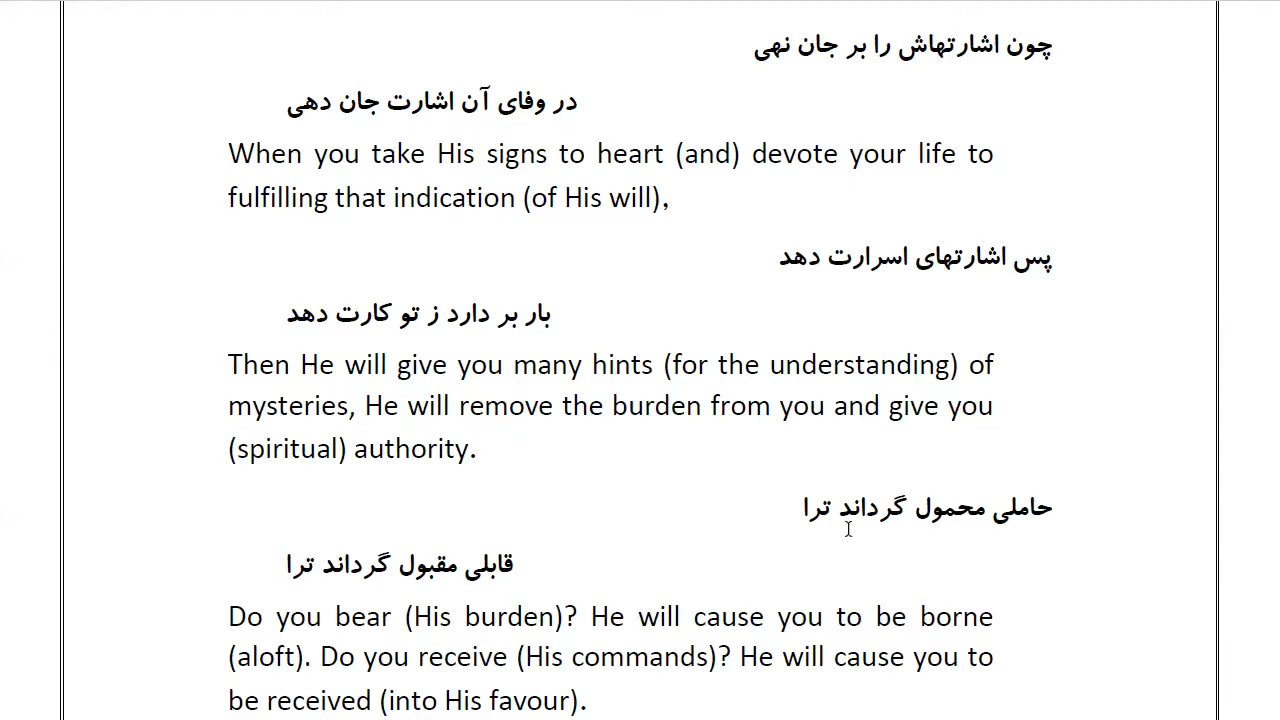 چون اشارتهاش را بر جان نهی
در وفای آن اشارت جان دهی
When you take His signs to heart (and) devote your life to
fulfilling that indication (of His will),
پس اشارتهای اسرارت دهد
بار بر دارد ز تو کارت دهد
Then He will give you many hints (for the understanding) of
mysteries, He will remove the burden from you and give you
(spiritual) authority.
حاملی محمول گرداند ترا
قابلی مقبول گرداند ترا
Do you bear (His burden)? He will cause you to be borne
(aloft). Do you receive (His commands)? He will cause you to
be received (into His favour).